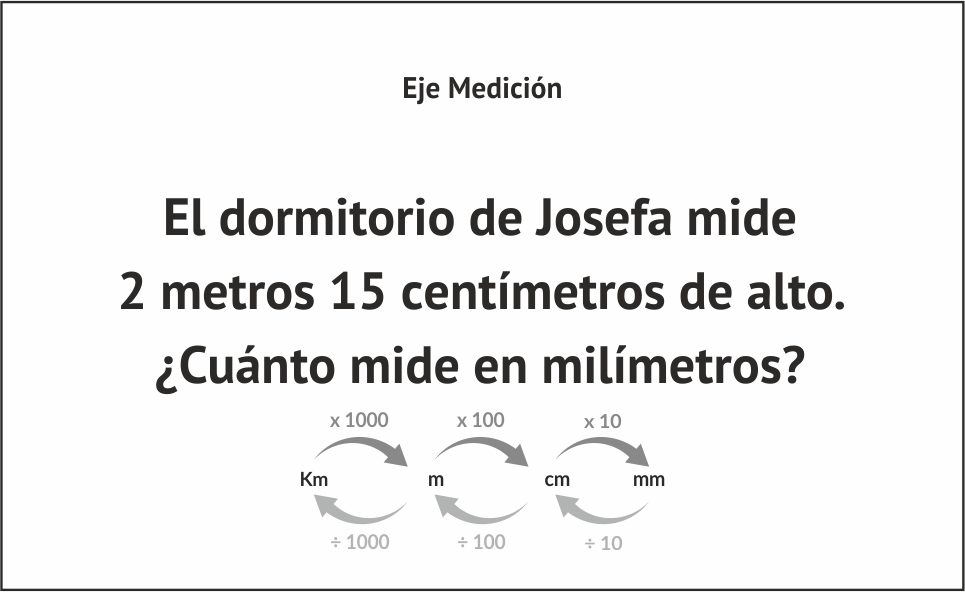 Eje Medición
El dormitorio de Josefa mide
2 metros 15 centímetros de alto.
¿Cuánto mide en milímetros?
x 1000 x 100 x 10
Km m cm mm
÷ 1000 ÷ 100 ÷ 10